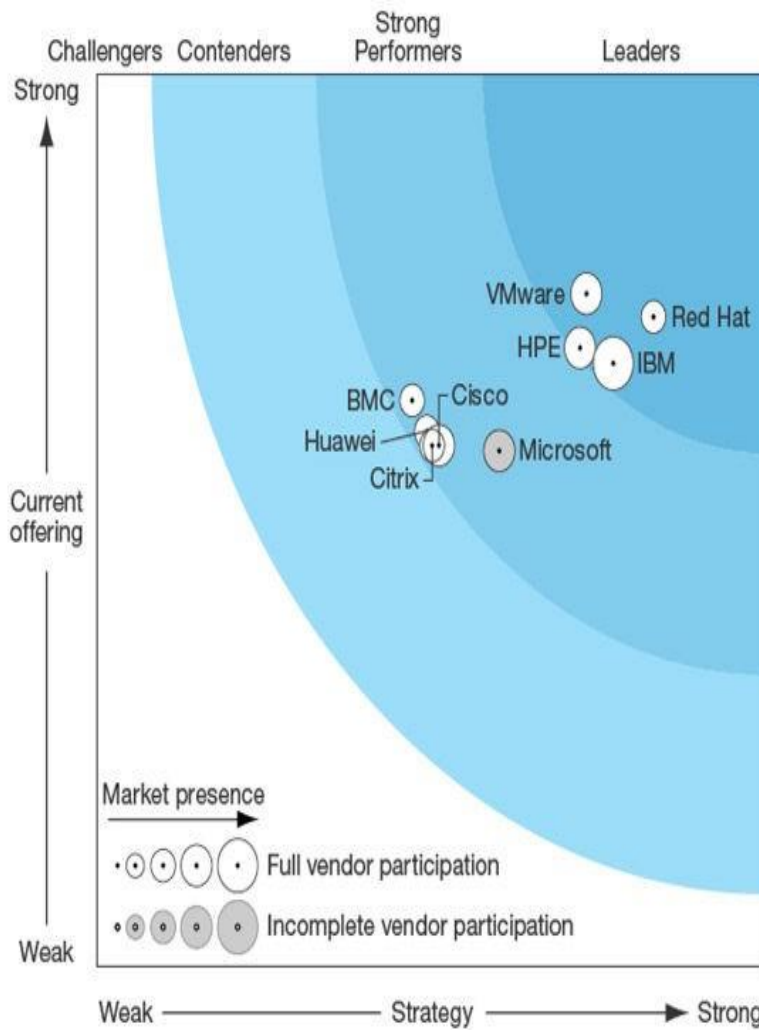 Strong
Challengers Contenders Performers Leaders
Strong
VMware
Red Hat
HPE
IBM
BMC
Cisco
Huawei
Microsoft
Citrix
Current
offering
Market presence
Full vendor participation
Incomplete vendor participation
Weak
Weak Strategy Strong